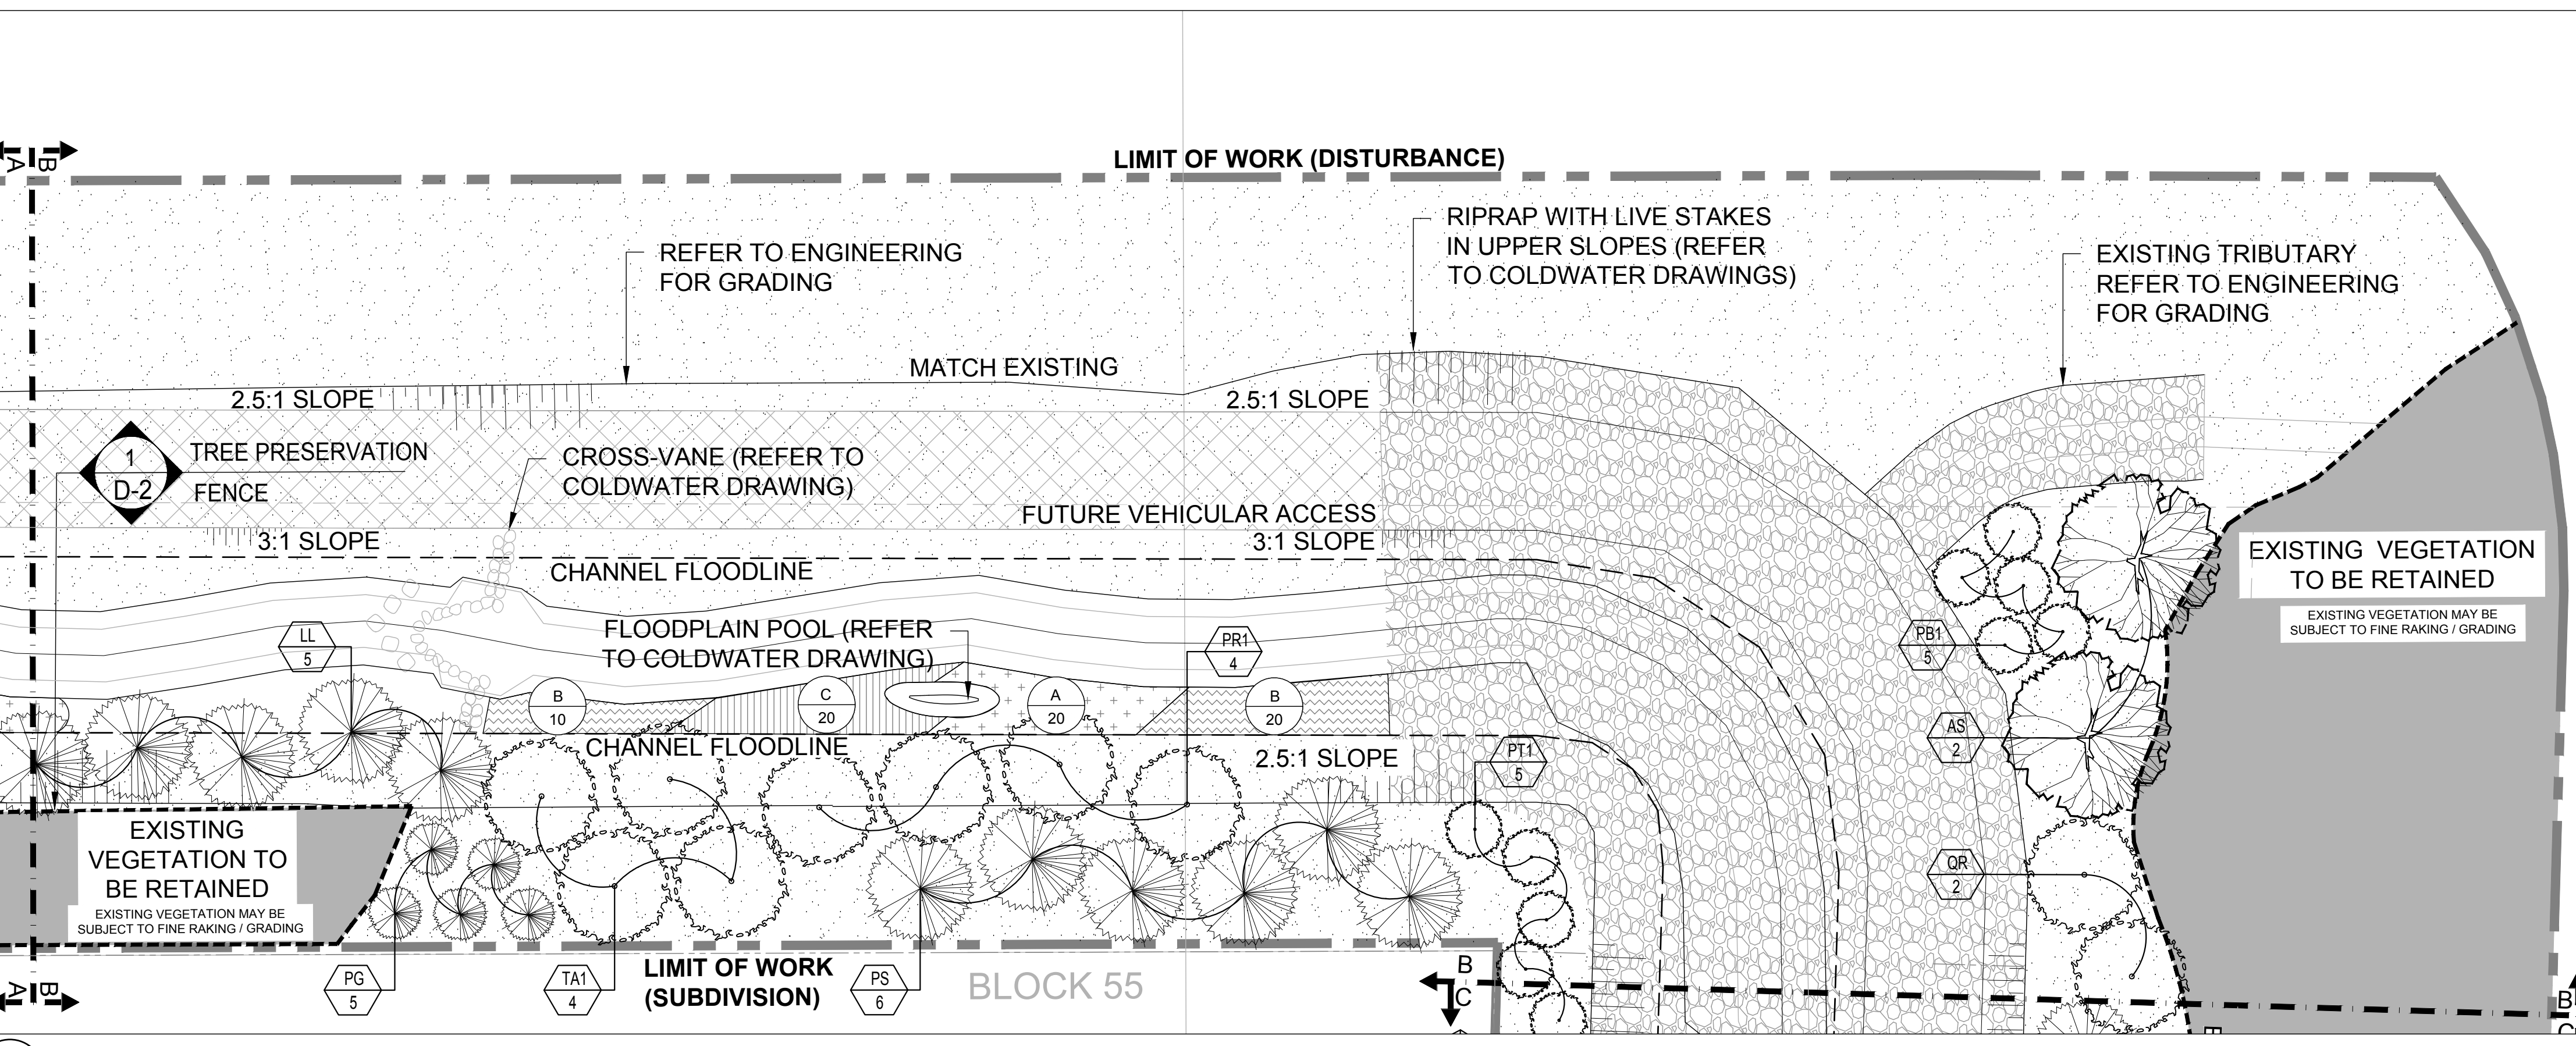 LIMIT OF WORK (DISTURBANCE)
A
B
REFER TO ENGINEERING
FOR GRADING
RIPRAP WITH LIVE STAKES
IN UPPER SLOPES (REFER
TO COLDWATER DRAWINGS)
EXISTING TRIBUTARY
REFER TO ENGINEERING
FOR GRADING
MATCH EXISTING
2.5:1 SLOPE
2.5:1 SLOPE
1
D-2
TREE PRESERVATION
FENCE
CROSS-VANE (REFER TO
COLDWATER DRAWING)
FUTURE VEHICULAR ACCESS
3:1 SLOPE
3:1 SLOPE
CHANNEL FLOODLINE
EXISTING VEGETATION
TO BE RETAINED
EXISTING VEGETATION MAY BE
SUBJECT TO FINE RAKING / GRADING
LL
5
FLOODPLAIN POOL (REFER
TO COLDWATER DRAWING)
PR1
4
PB1
5
B
10
C
20
A
20
B
20
AS
2
CHANNEL FLOODLINE
2.5:1 SLOPE
PT1
5
EXISTING
VEGETATION TO
BE RETAINED
EXISTING VEGETATION MAY BE
SUBJECT TO FINE RAKING / GRADING
QR
2
PG
5
TA1
4
LIMIT OF WORK
(SUBDIVISION)
PS
6
BLOCK 55
A
B
B
C
B
C